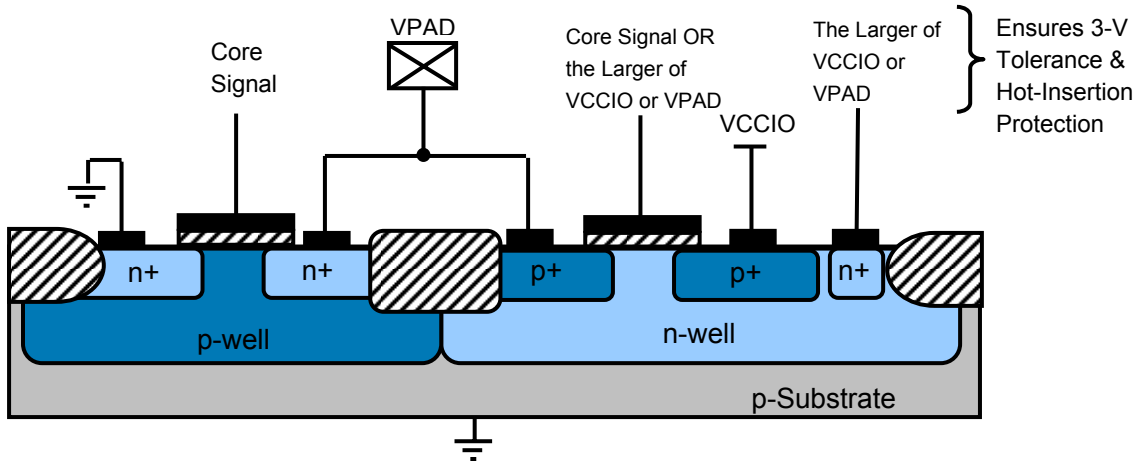 VPAD
Core
Signal
Core Signal OR
the Larger of
VCCIO or VPAD
The Larger of
VCCIO or
VPAD
Ensures 3-V
Tolerance &
Hot-Insertion
Protection
VCCIO
n+
n+
p+
p+
n+
p-well
n-well
p-Substrate